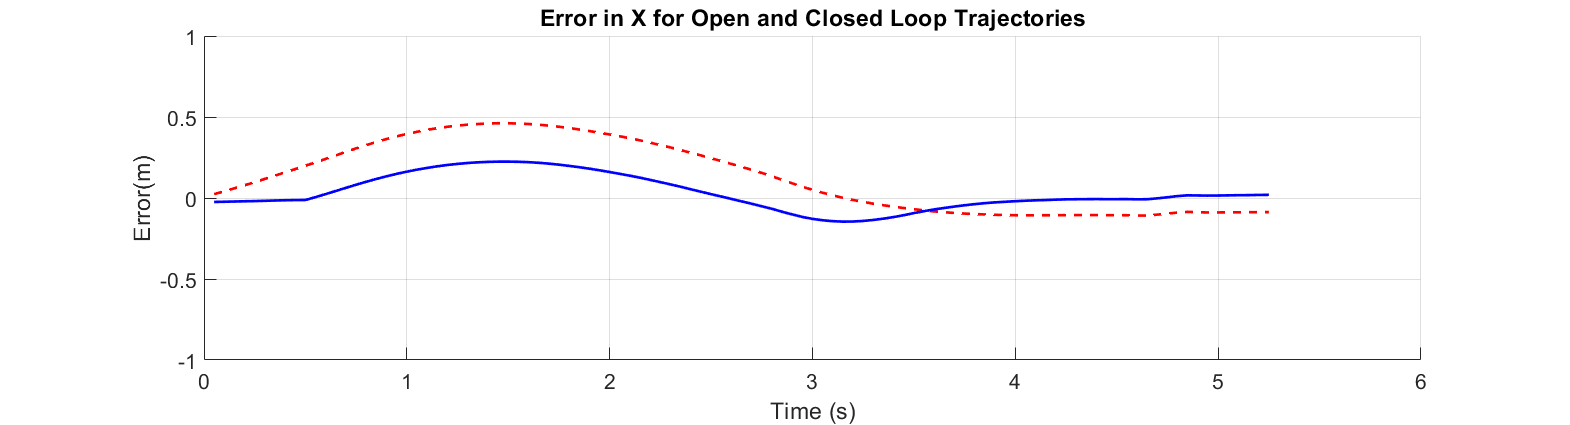 Error in X for Open and Closed Loop Trajectories
1
0.5
0
-0.5
-1
Error(m)
0 1 2 3 4 5 6
Time (s)